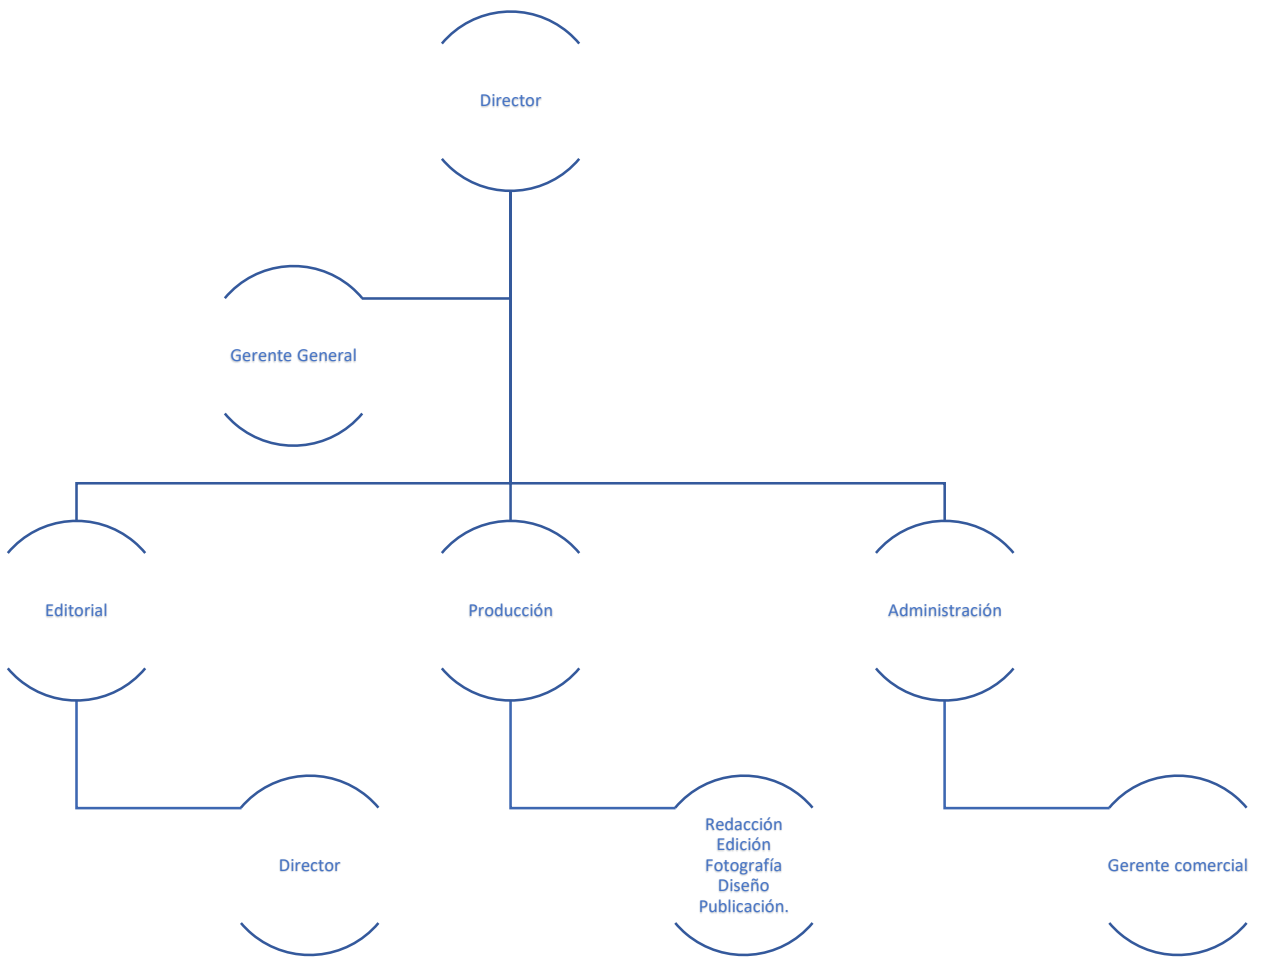 Director
Gerente General
Editorial
Producción
Administración
Director
Redacción
Edición
Fotografía
Diseño
Publicación.
Gerente comercial